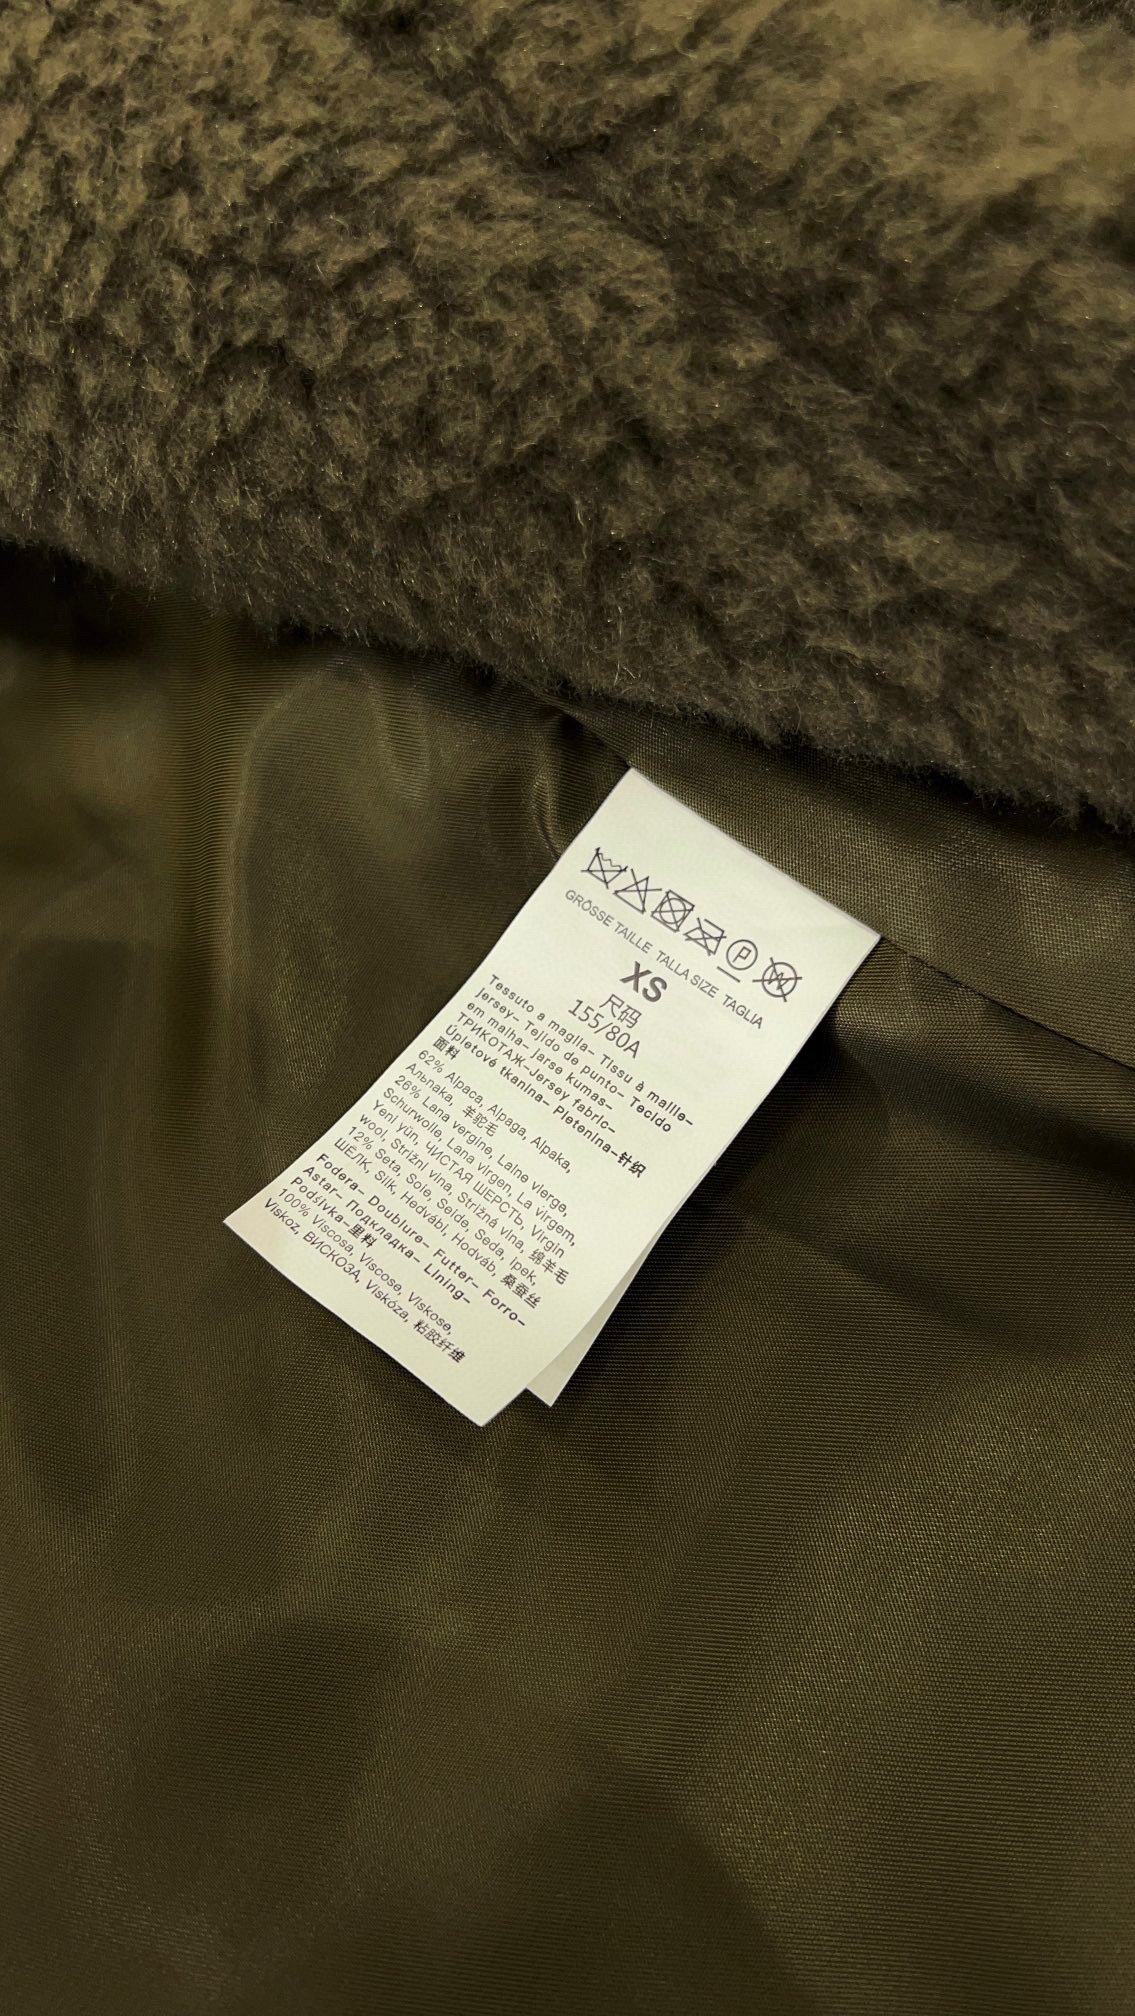 P W
GRÖSSE TAILLE TALLA SIZE TAGLIA
XS
尺码
155/80A
Tessuto a maglia– Tissu à maille–
jersey– Tejido de punto– Tecido
em malha– jarse kumas–
ТРИКОТАЖ–Jersey fabric–
Úpletové tkanina– Pletenina–针织
面料
62% Alpaca, Alpaga, Alpaka,
Альпака, 羊驼毛
26% Lana vergine, Laine vierge,
Schurwolle, Lana virgen, La virgem,
Yeni yün, ЧИСТАЯ ШЕРСТЬ, Virgin
wool, Strižní vlna, Strižná vlna, 绵羊毛
12% Seta, Soie, Seide, Seda, ipek,
ШЁЛК, Silk, Hedvábí, Hodváb, 桑蚕丝
Fodera– Doublure– Futter– Forro–
Astar– Подкладка– Lining–
Podšívka–里料
100% Viscosa, Viscose, Viskose,
Viskoz, ВИСКОЗА, Viskóza, 粘胶纤维